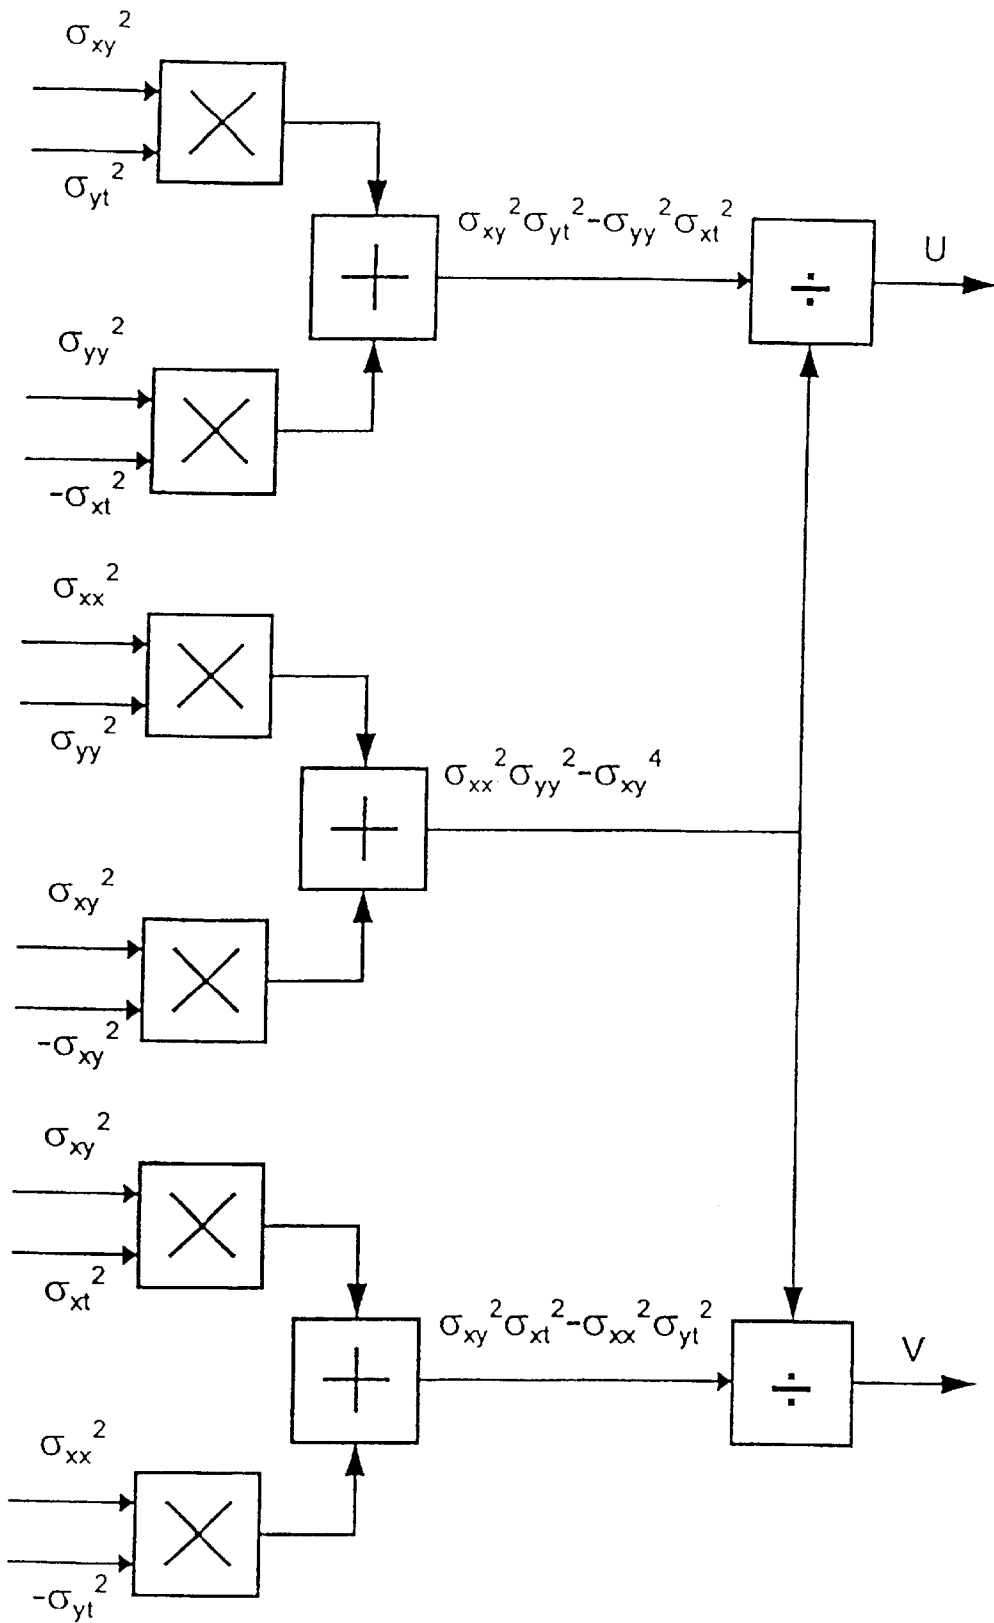 σxy²
σyt²
σxy²σyt²-σyy²σxt²
U
÷
σyy²
-σxt²
σxx²
σyy²
σxx²σyy²-σxy⁴
σxy²
-σxy²
σxy²
σxt²
σxy²σxt²-σxx²σyt²
V
÷
σxx²
-σyt²